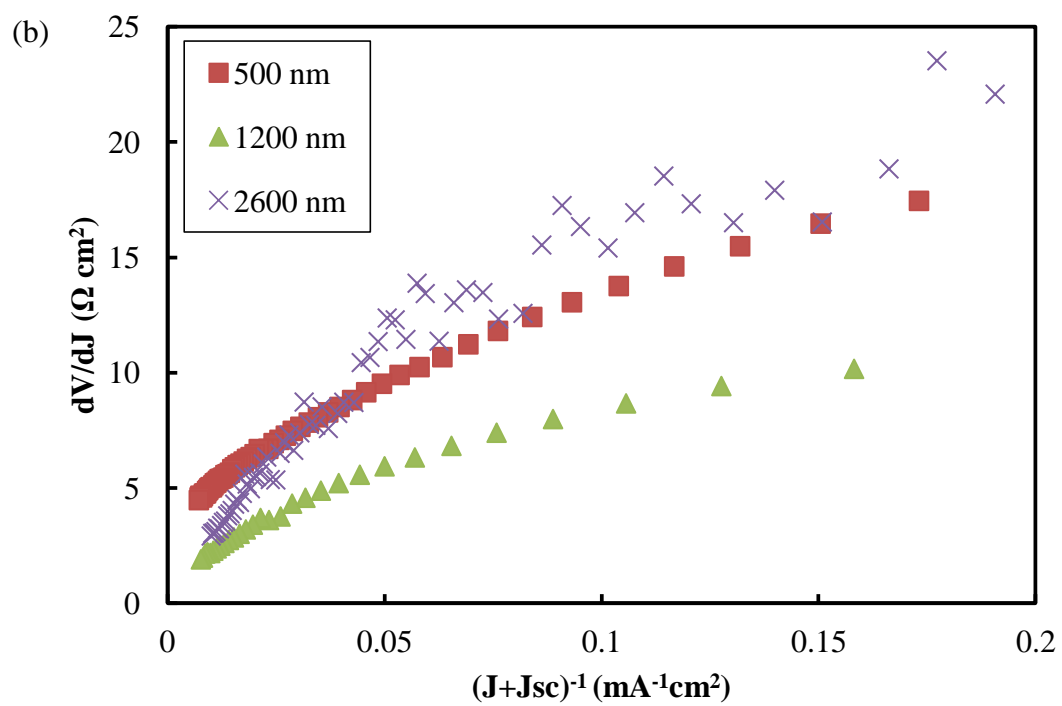 (b)
25
20
15
10
5
0
500 nm
1200 nm
2600 nm
dV/dJ (Ω cm²)
0 0.05 0.1 0.15 0.2
(J+Jsc)⁻¹ (mA⁻¹cm²)